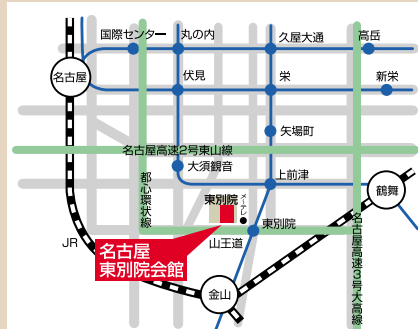 国際センター
丸の内
久屋大通
高岳
名古屋
伏見
栄
新栄
矢場町
名古屋高速2号東山線
大須観音
上前津
都心環状線
東別院
メーテレ
鶴舞
東別院
山王道
JR
名古屋
東別院会館
名古屋高速3号大高線
金山